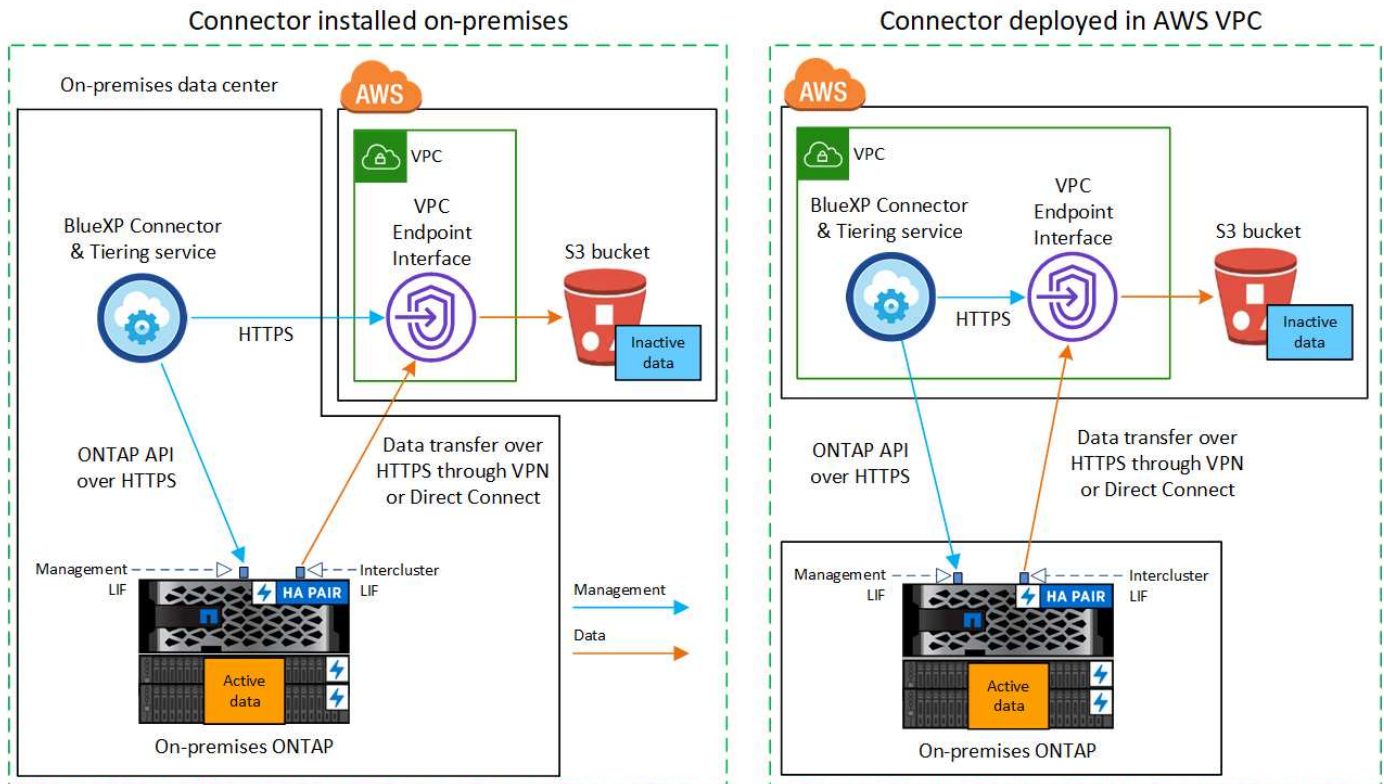 Connector installed on-premises
On-premises data center
AWS
VPC
BlueXP Connector
& Tiering service
VPC
Endpoint
Interface
S3 bucket
HTTPS
Inactive
data
ONTAP API
over HTTPS
Data transfer over
HTTPS through VPN
or Direct Connect
Management
LIF
Intercluster
LIF
HA PAIR
Management
Data
Active
data
On-premises ONTAP
Connector deployed in AWS VPC
AWS
VPC
BlueXP Connector
& Tiering service
VPC
Endpoint
Interface
S3 bucket
HTTPS
Inactive
data
ONTAP API
over HTTPS
Data transfer over
HTTPS through VPN
or Direct Connect
Management
LIF
Intercluster
LIF
HA PAIR
Active
data
On-premises ONTAP